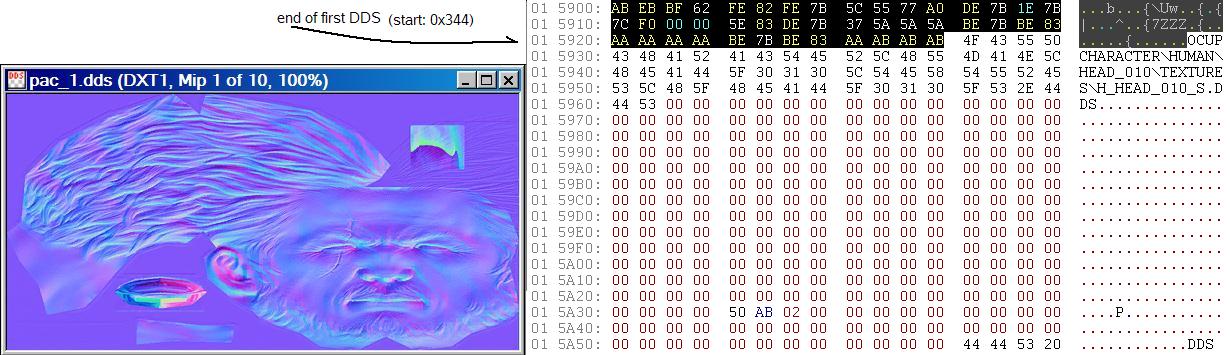 end of first DDS (start: 0x344)
DDS pac_1.dds (DXT1, Mip 1 of 10, 100%)
01 5900: AB EB BF 62 FE 82 FE 7B 5C 55 77 A0 DE 7B 1E 7B ...b...{\Uw..{.{
01 5910: 7C F0 00 00 5E 83 DE 7B 37 5A 5A 5A BE 7B BE 83 |...^..{7ZZZ.{..
01 5920: AA AA AA AA BE 7B BE 83 AA AB AB AB 4F 43 55 50 .....{......OCUP
01 5930: 43 48 41 52 41 43 54 45 52 5C 48 55 4D 41 4E 5C CHARACTER\HUMAN\
01 5940: 48 45 41 44 5F 30 31 30 5C 54 45 58 54 55 52 45 HEAD_010\TEXTURE
01 5950: 53 5C 48 5F 48 45 41 44 5F 30 31 30 5F 53 2E 44 S\H_HEAD_010_S.D
01 5960: 44 53 00 00 00 00 00 00 00 00 00 00 00 00 00 00 DS..............
01 5970: 00 00 00 00 00 00 00 00 00 00 00 00 00 00 00 00 ................
01 5980: 00 00 00 00 00 00 00 00 00 00 00 00 00 00 00 00 ................
01 5990: 00 00 00 00 00 00 00 00 00 00 00 00 00 00 00 00 ................
01 59A0: 00 00 00 00 00 00 00 00 00 00 00 00 00 00 00 00 ................
01 59B0: 00 00 00 00 00 00 00 00 00 00 00 00 00 00 00 00 ................
01 59C0: 00 00 00 00 00 00 00 00 00 00 00 00 00 00 00 00 ................
01 59D0: 00 00 00 00 00 00 00 00 00 00 00 00 00 00 00 00 ................
01 59E0: 00 00 00 00 00 00 00 00 00 00 00 00 00 00 00 00 ................
01 59F0: 00 00 00 00 00 00 00 00 00 00 00 00 00 00 00 00 ................
01 5A00: 00 00 00 00 00 00 00 00 00 00 00 00 00 00 00 00 ................
01 5A10: 00 00 00 00 00 00 00 00 00 00 00 00 00 00 00 00 ................
01 5A20: 00 00 00 00 00 00 00 00 00 00 00 00 00 00 00 00 ................
01 5A30: 00 00 00 00 50 AB 02 00 00 00 00 00 00 00 00 00 ....P...........
01 5A40: 00 00 00 00 00 00 00 00 00 00 00 00 00 00 00 00 ................
01 5A50: 00 00 00 00 00 00 00 00 00 00 00 00 44 44 53 20 ............DDS